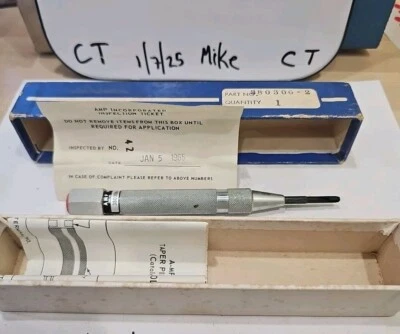 CT 1/7/25 Mike CT
PART NO.
QUANTITY 1
AMP INCORPORATED
INSPECTION TICKET
DO NOT REMOVE ITEMS FROM THIS BOX UNTIL
REQUIRED FOR APPLICATION
INSPECTED BY NO. 42
DATE JAN 5
IN CASE OF COMPLAINT PLEASE REFER TO ABOVE NUMBER
TAPER PI